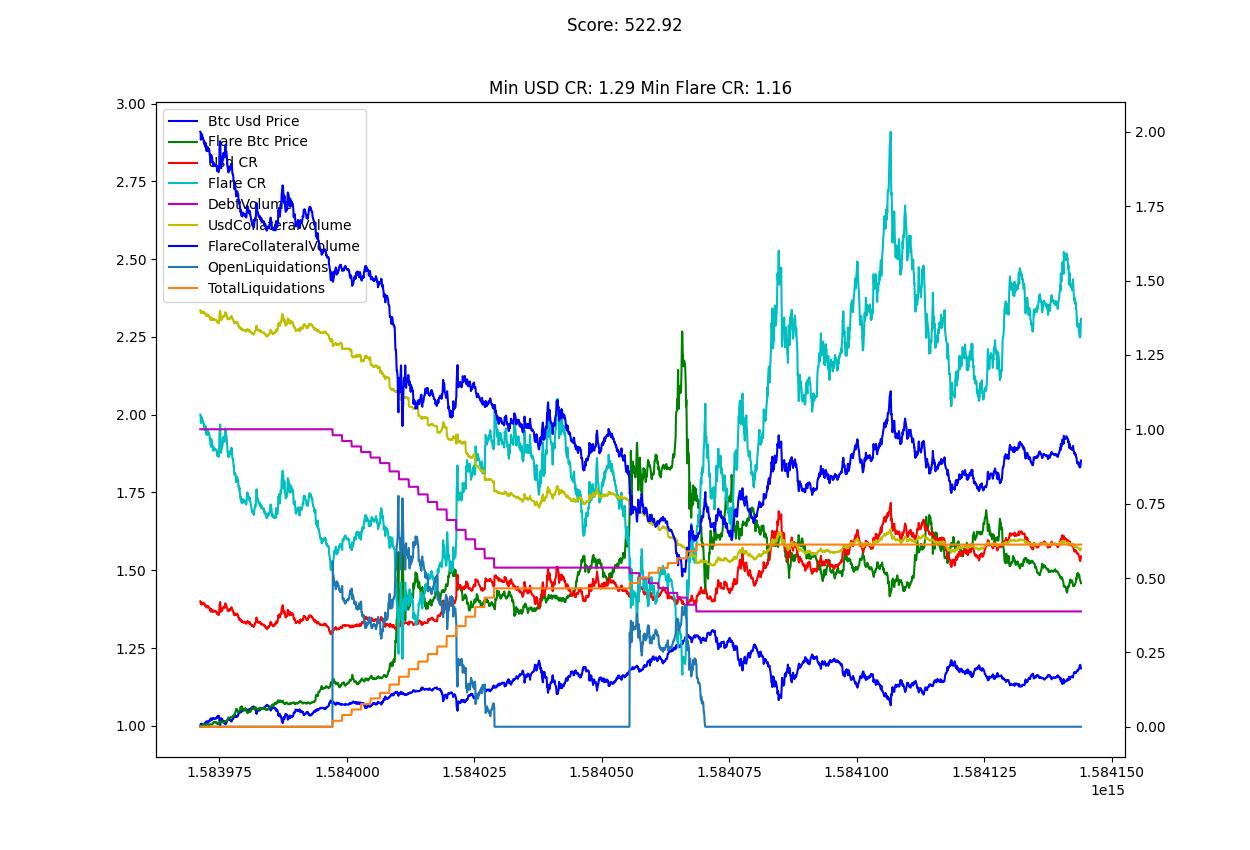 Score: 522.92
Min USD CR: 1.29 Min Flare CR: 1.16
3.00
2.75
2.50
2.25
2.00
1.75
1.50
1.25
1.00
Btc Usd Price
Flare Btc Price
Usd CR
Flare CR
DebtVolume
UsdCollateralVolume
FlareCollateralVolume
OpenLiquidations
TotalLiquidations
2.00
1.75
1.50
1.25
1.00
0.75
0.50
0.25
0.00
1.583975 1.584000 1.584025 1.584050 1.584075 1.584100 1.584125 1.584150
1e15